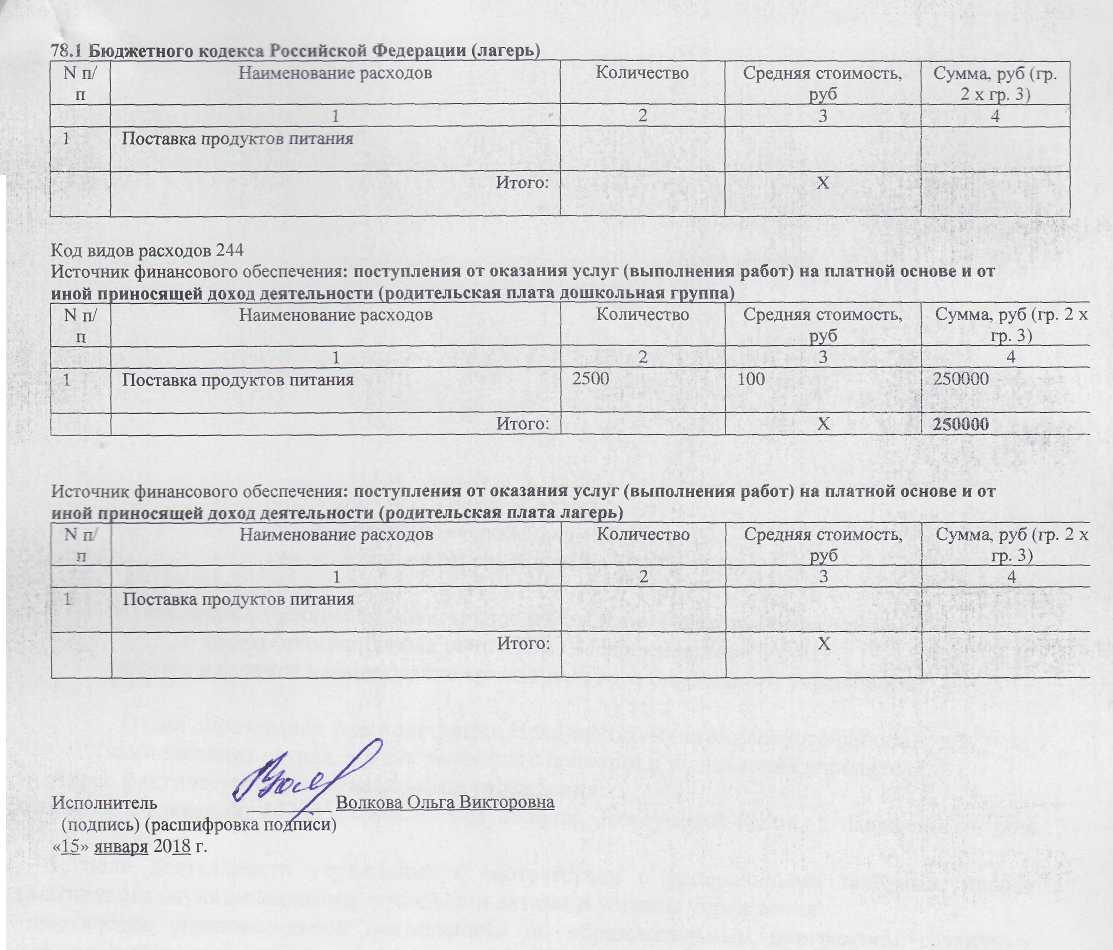 78.1 Бюджетного кодекса Российской Федерации (лагерь)
N п/ Наименование расходов Количество Средняя стоимость, Сумма, руб (гр.
п руб 2 х гр. 3)
1 2 3 4
1 Поставка продуктов питания
Итого: Х
Код видов расходов 244
Источник финансового обеспечения: поступления от оказания услуг (выполнения работ) на платной основе и от
иной приносящей доход деятельности (родительская плата дошкольная группа)
N п/ Наименование расходов Количество Средняя стоимость, Сумма, руб (гр. 2 х
п руб гр. 3)
1 2 3 4
1 Поставка продуктов питания 2500 100 250000
Итого: Х 250000
Источник финансового обеспечения: поступления от оказания услуг (выполнения работ) на платной основе и от
иной приносящей доход деятельности (родительская плата лагерь)
N п/ Наименование расходов Количество Средняя стоимость, Сумма, руб (гр. 2 х
п руб гр. 3)
1 2 3 4
1 Поставка продуктов питания
Итого: Х
Исполнитель __________ Волкова Ольга Викторовна
(подпись) (расшифровка подписи)
«15» января 2018 г.